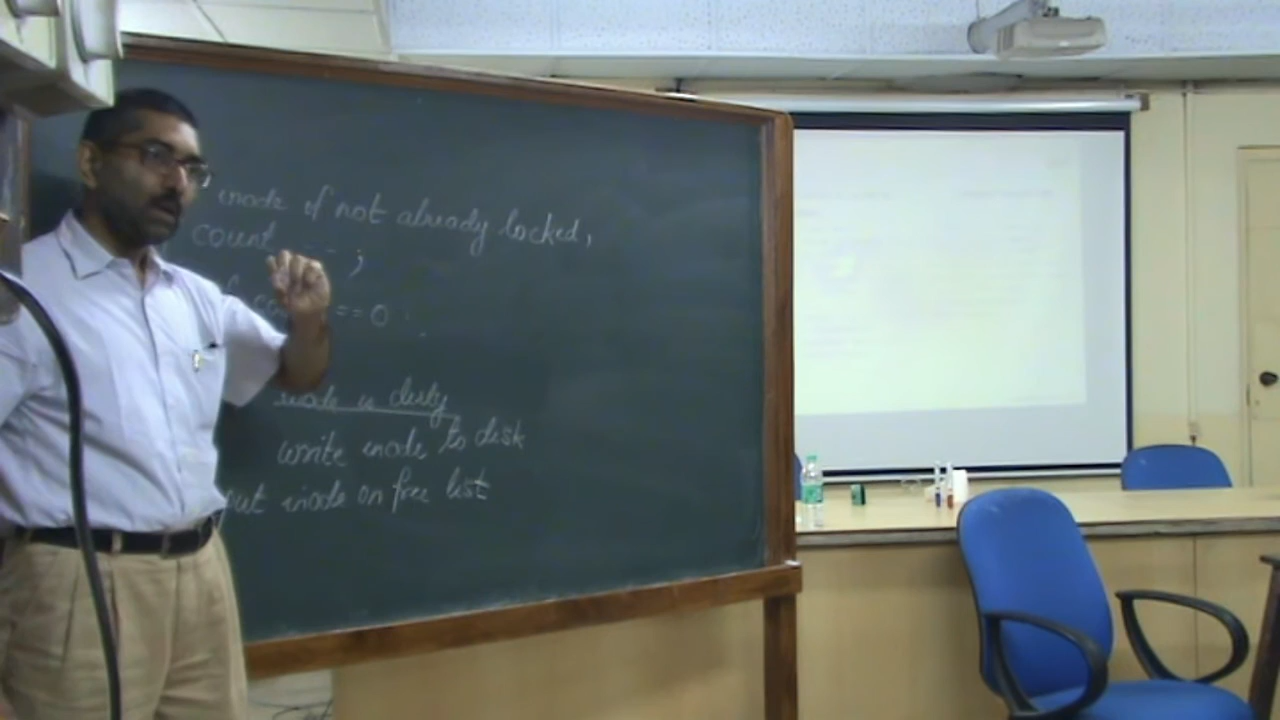 inode if not already locked,
count -- ;
== 0
inode is dirty
write inode to disk
put inode on free list